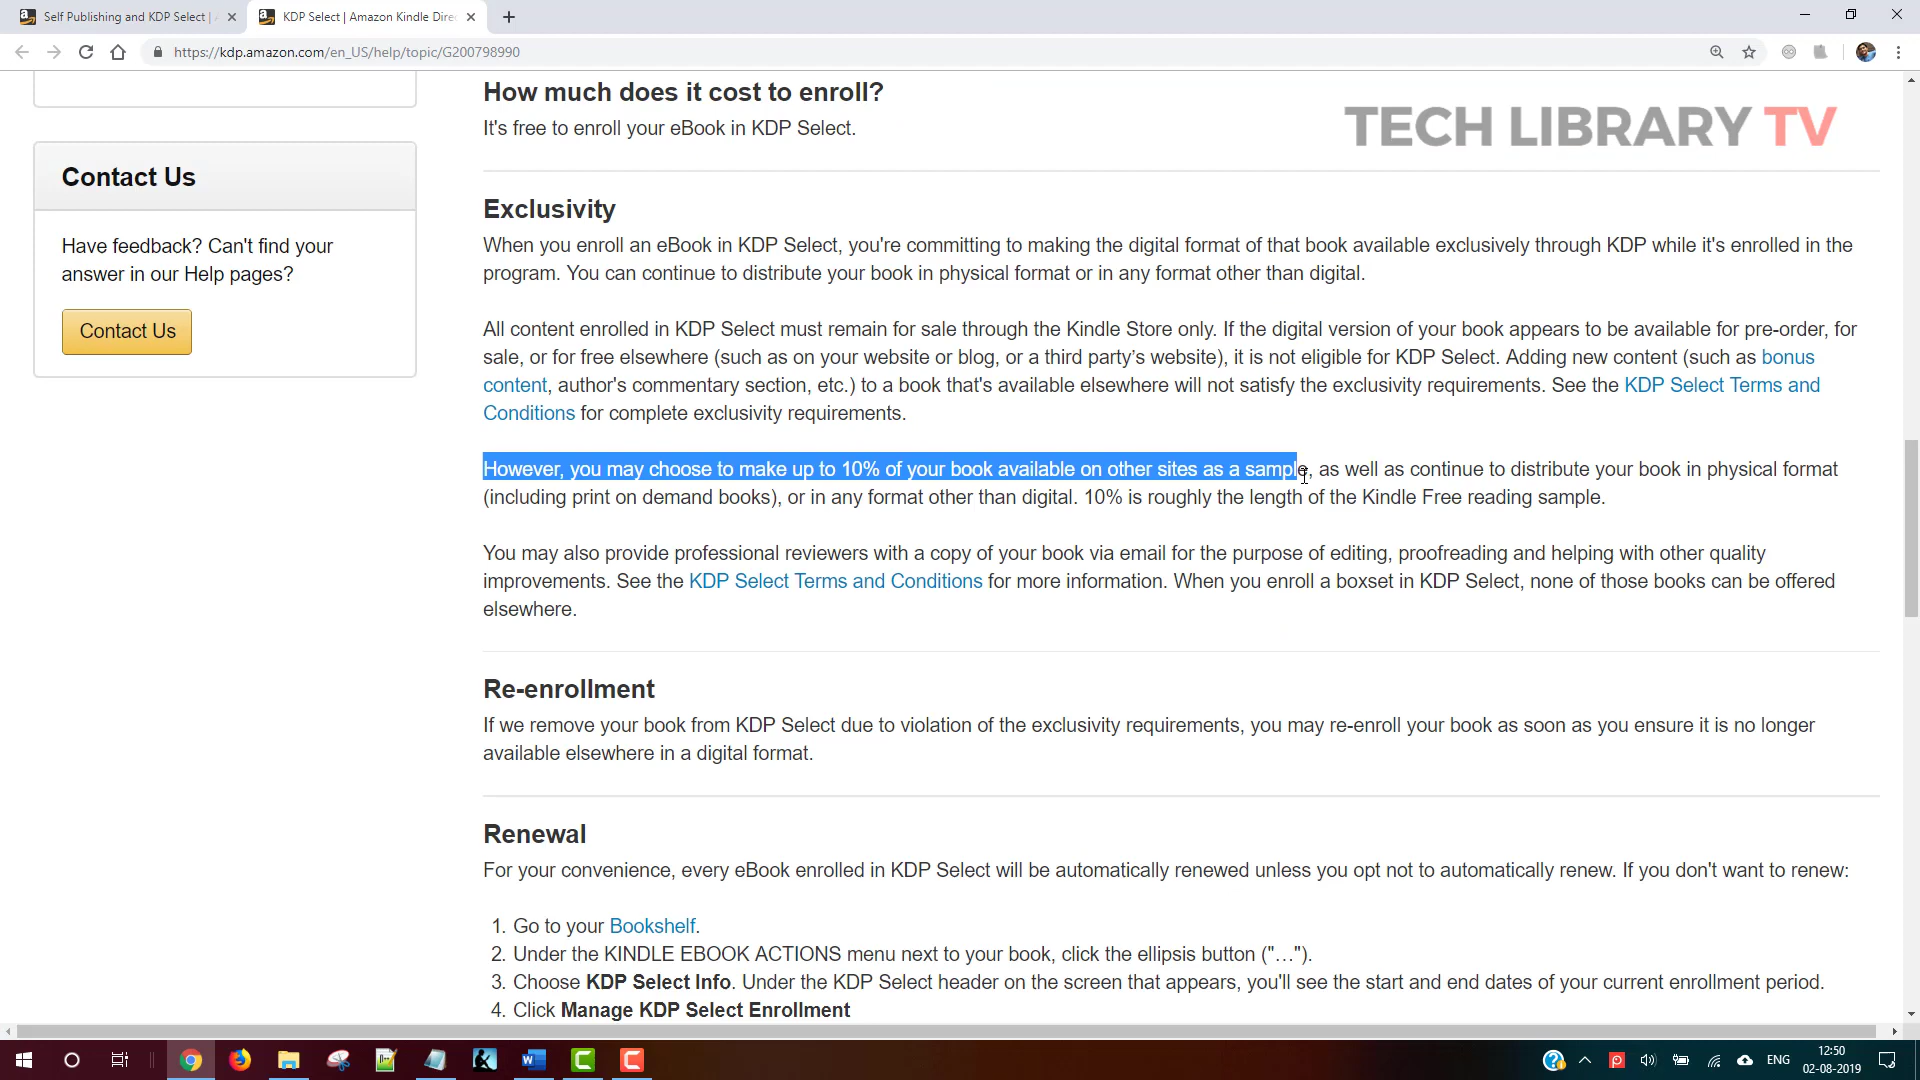 Self Publishing and KDP Select |
KDP Select | Amazon Kindle Dire
https://kdp.amazon.com/en_US/help/topic/G200798990
TECH LIBRARY TV
Contact Us
Have feedback? Can't find your
answer in our Help pages?
Contact Us
How much does it cost to enroll?
It's free to enroll your eBook in KDP Select.
Exclusivity
When you enroll an eBook in KDP Select, you're committing to making the digital format of that book available exclusively through KDP while it's enrolled in the
program. You can continue to distribute your book in physical format or in any format other than digital.
All content enrolled in KDP Select must remain for sale through the Kindle Store only. If the digital version of your book appears to be available for pre-order, for
sale, or for free elsewhere (such as on your website or blog, or a third party’s website), it is not eligible for KDP Select. Adding new content (such as bonus
content, author's commentary section, etc.) to a book that's available elsewhere will not satisfy the exclusivity requirements. See the KDP Select Terms and
Conditions for complete exclusivity requirements.
However, you may choose to make up to 10% of your book available on other sites as a sample, as well as continue to distribute your book in physical format
(including print on demand books), or in any format other than digital. 10% is roughly the length of the Kindle Free reading sample.
You may also provide professional reviewers with a copy of your book via email for the purpose of editing, proofreading and helping with other quality
improvements. See the KDP Select Terms and Conditions for more information. When you enroll a boxset in KDP Select, none of those books can be offered
elsewhere.
Re-enrollment
If we remove your book from KDP Select due to violation of the exclusivity requirements, you may re-enroll your book as soon as you ensure it is no longer
available elsewhere in a digital format.
Renewal
For your convenience, every eBook enrolled in KDP Select will be automatically renewed unless you opt not to automatically renew. If you don't want to renew:
1. Go to your Bookshelf.
2. Under the KINDLE EBOOK ACTIONS menu next to your book, click the ellipsis button ("…").
3. Choose KDP Select Info. Under the KDP Select header on the screen that appears, you'll see the start and end dates of your current enrollment period.
4. Click Manage KDP Select Enrollment
ENG
12:50
02-08-2019